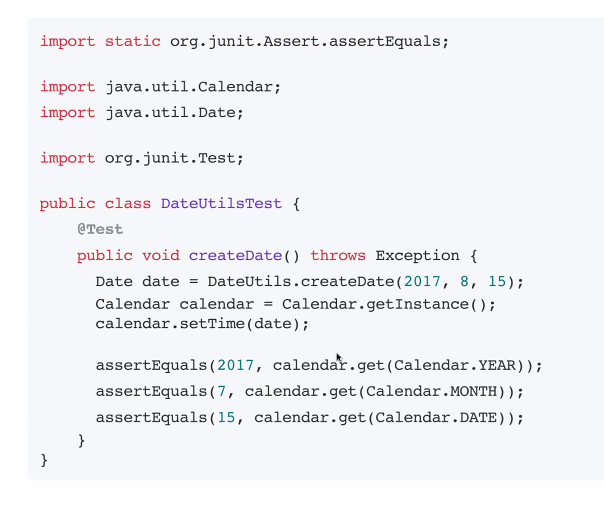 import static org.junit.Assert.assertEquals;
import java.util.Calendar;
import java.util.Date;
import org.junit.Test;
public class DateUtilsTest {
@Test
public void createDate() throws Exception {
Date date = DateUtils.createDate(2017, 8, 15);
Calendar calendar = Calendar.getInstance();
calendar.setTime(date);
assertEquals(2017, calendar.get(Calendar.YEAR));
assertEquals(7, calendar.get(Calendar.MONTH));
assertEquals(15, calendar.get(Calendar.DATE));
}
}